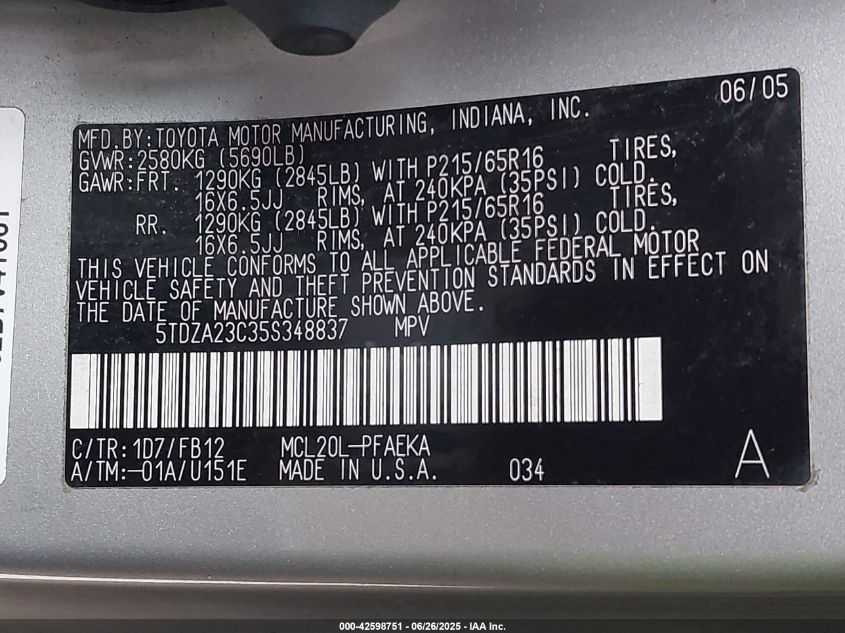 06/05
MFD.BY:TOYOTA MOTOR MANUFACTURING, INDIANA, INC.
GVWR:2580KG (5690LB)
GAWR:FRT. 1290KG (2845LB) WITH P215/65R16 TIRES,
16X6.5JJ RIMS, AT 240KPA (35PSI) COLD.
RR. 1290KG (2845LB) WITH P215/65R16 TIRES,
16X6.5JJ RIMS, AT 240KPA (35PSI) COLD.
THIS VEHICLE CONFORMS TO ALL APPLICABLE FEDERAL MOTOR
VEHICLE SAFETY AND THEFT PREVENTION STANDARDS IN EFFECT ON
THE DATE OF MANUFACTURE SHOWN ABOVE.
5TDZA23C35S348837 MPV
C/TR:1D7/FB12 MCL20L-PFAEKA
A/TM:-01A/U151E MADE IN U.S.A. 034
A
000-42598751 - 06/26/2025 - IAA Inc.